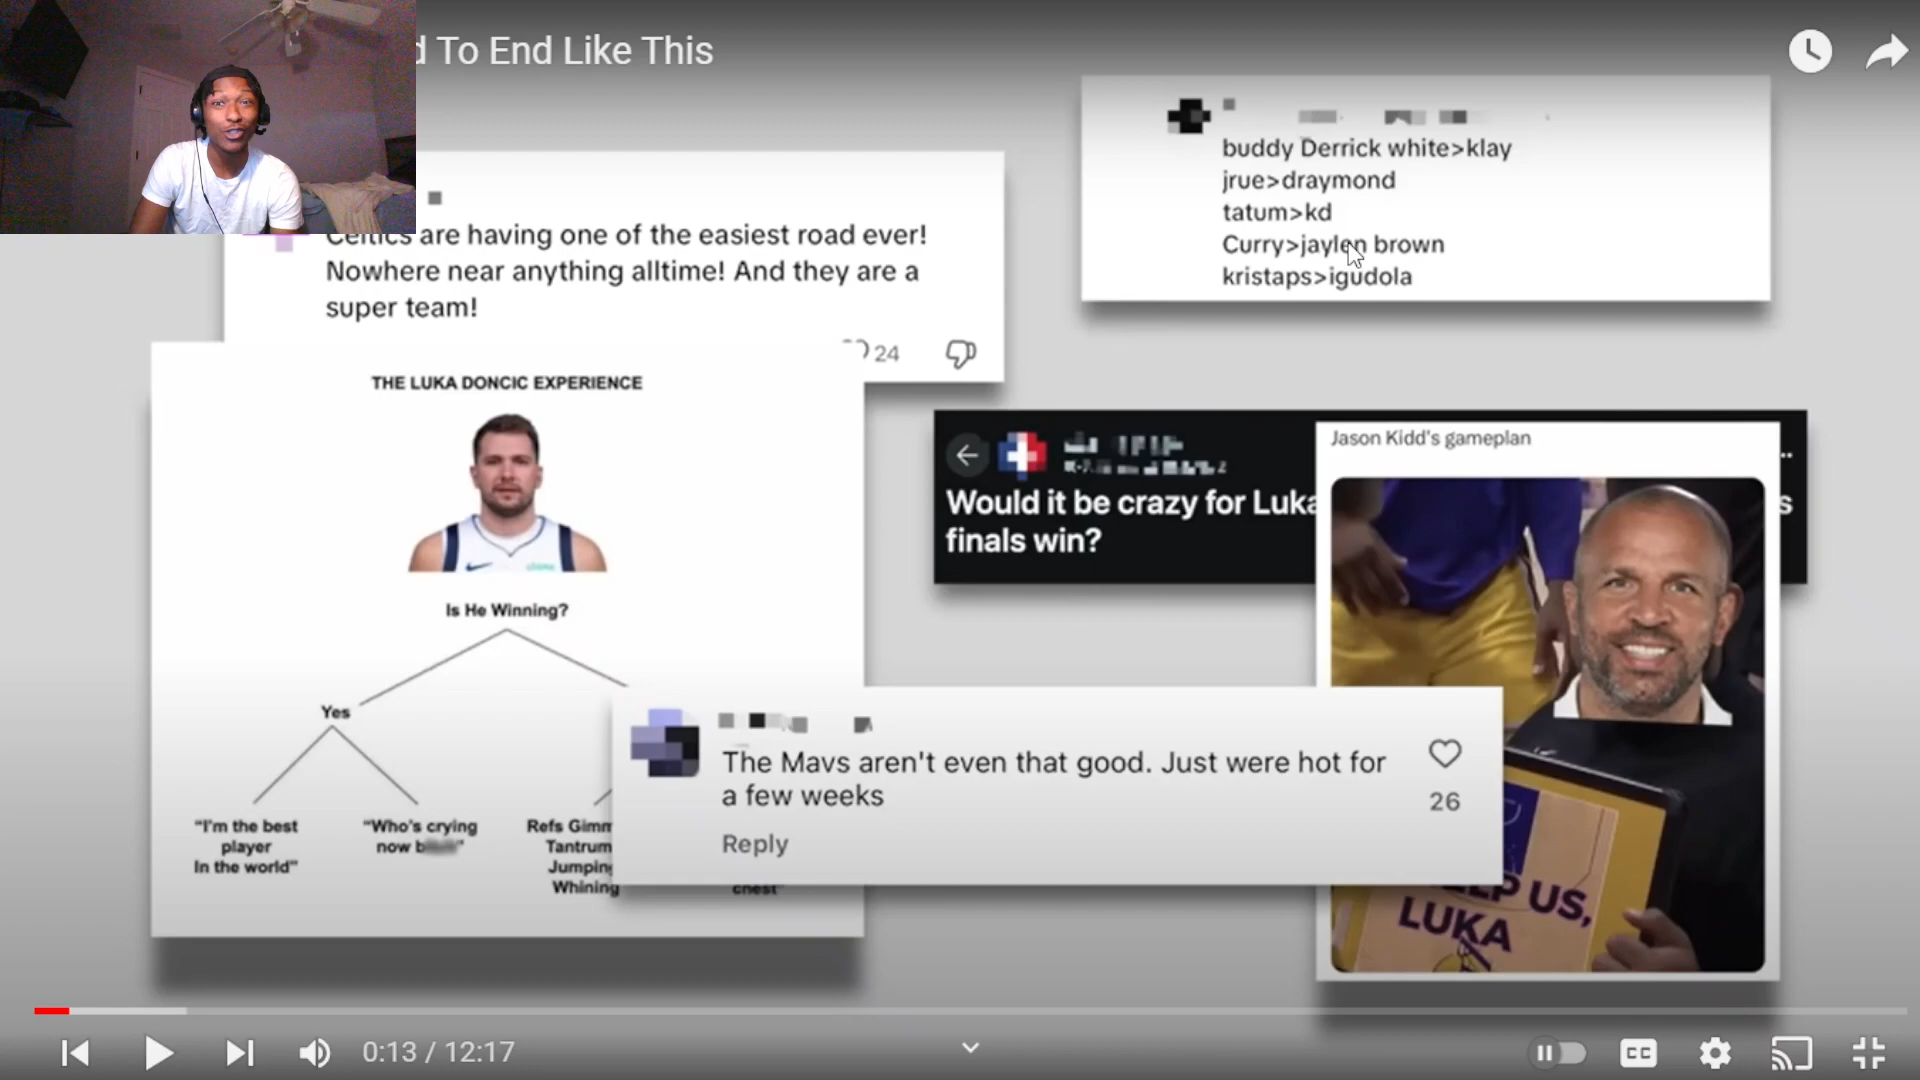 To End Like This
buddy Derrick white>klay
jrue>draymond
tatum>kd
Curry>jaylen brown
kristaps>igudola
Celtics are having one of the easiest road ever!
Nowhere near anything alltime! And they are a
super team!
24
THE LUKA DONCIC EXPERIENCE
Is He Winning?
Yes
"I'm the best
player
In the world"
"Who's crying
now
Refs
Tantrum
Jumping
Whining
chest"
Would it be crazy for Luka
finals win?
Jason Kidd's gameplan
US,
LUKA
The Mavs aren't even that good. Just were hot for
a few weeks
26
Reply
0:13 / 12:17
CC